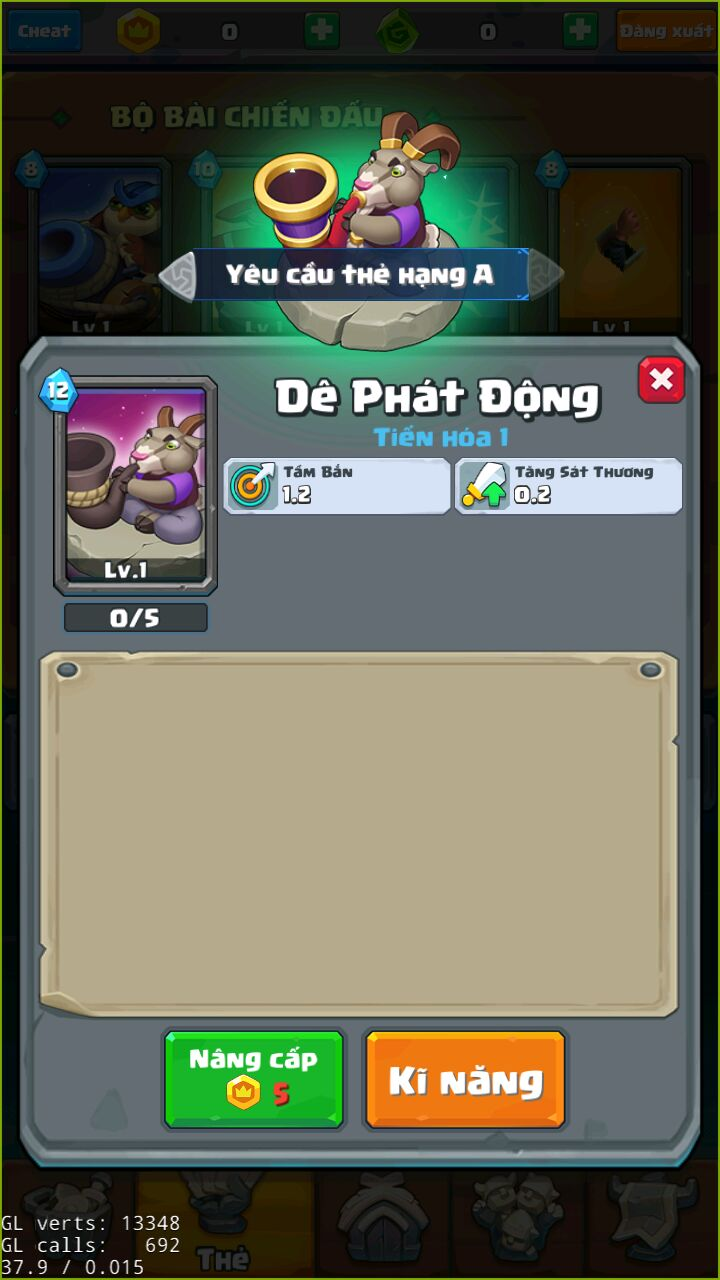 Cheat
0
0
Đăng xuất
BỘ BÀI CHIẾN ĐẤU
8
10
8
Lv 1
Lv 1
Lv 1
Yêu cầu thẻ hạng A
12
Dê Phát Động
Tiến Hóa 1
Tầm Bắn
1.2
Tăng Sát Thương
0.2
Lv.1
0/5
Nâng cấp
5
Kĩ năng
Thẻ
GL verts: 13348
GL calls: 692
37.9 / 0.015